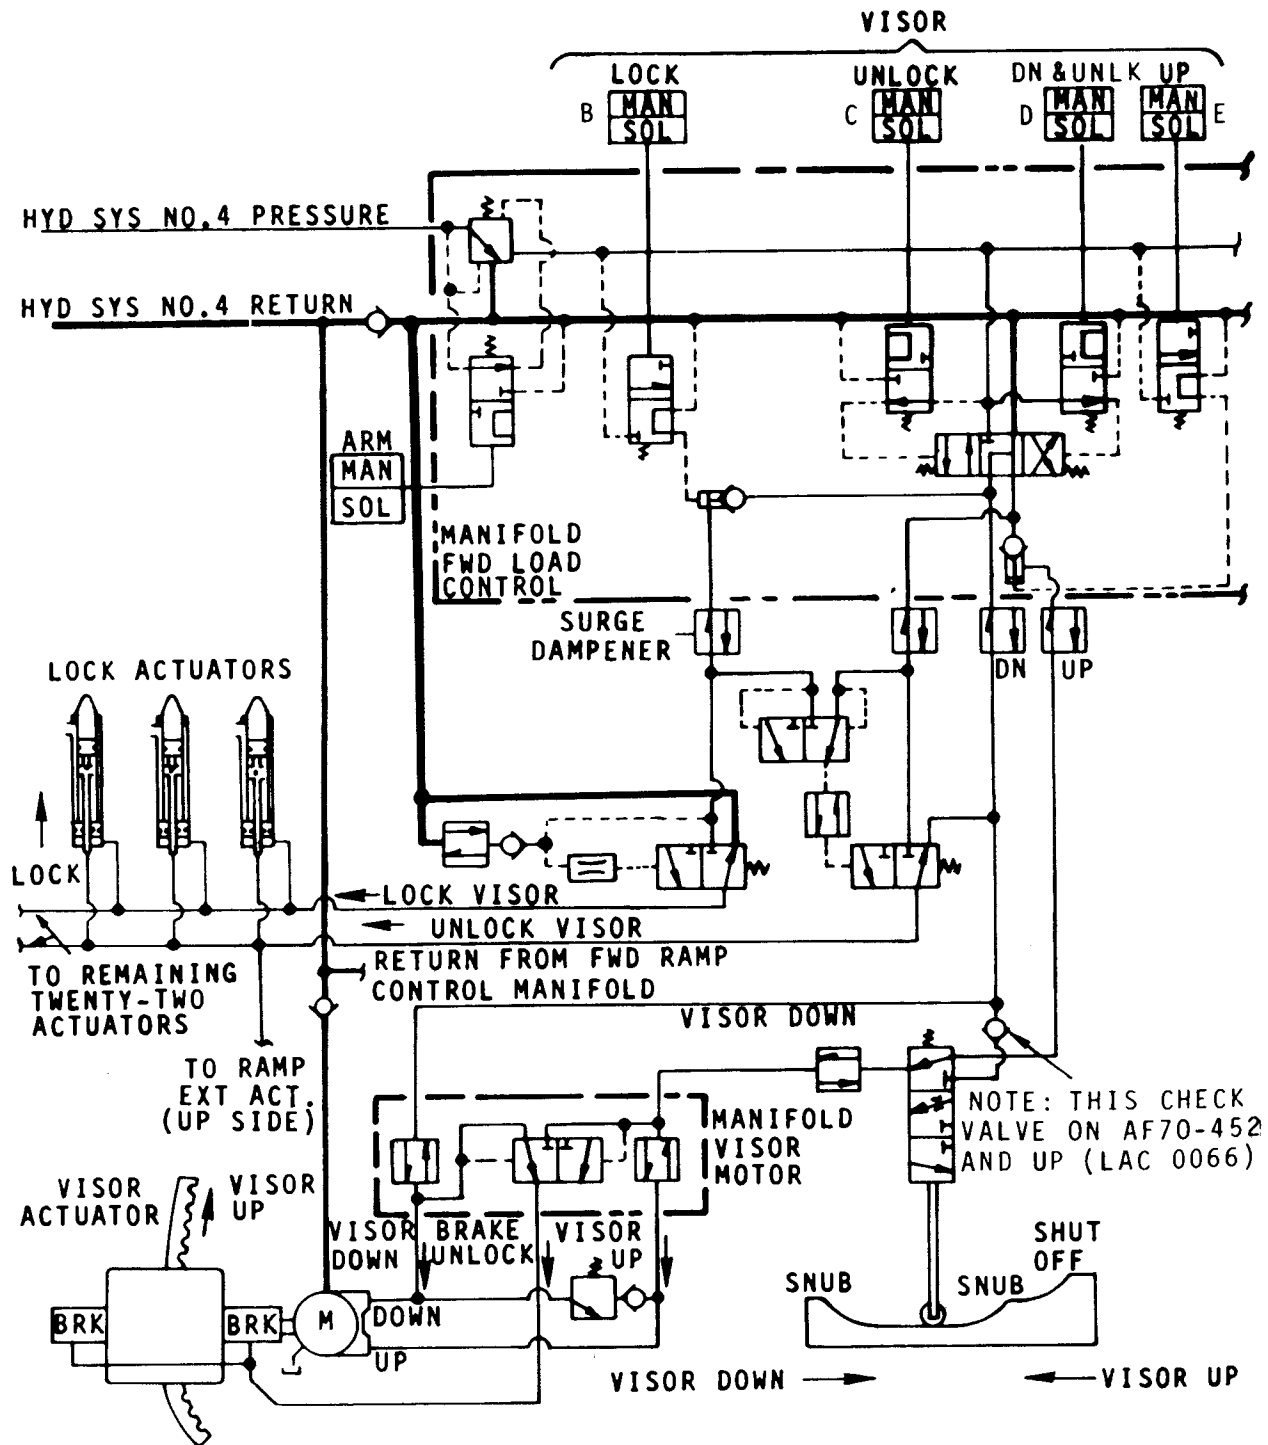 VISOR
LOCK
UNLOCK
DN & UNLK UP
B
MAN
SOL
C
MAN
SOL
D
MAN
SOL
MAN
SOL
E
HYD SYS NO.4 PRESSURE
HYD SYS NO.4 RETURN
ARM
MAN
SOL
MANIFOLD
FWD LOAD
CONTROL
SURGE
DAMPENER
DN
UP
LOCK ACTUATORS
LOCK
LOCK VISOR
UNLOCK VISOR
RETURN FROM FWD RAMP
CONTROL MANIFOLD
TO REMAINING
TWENTY-TWO
ACTUATORS
VISOR DOWN
TO RAMP
EXT ACT.
(UP SIDE)
MANIFOLD
VISOR
MOTOR
NOTE: THIS CHECK
VALVE ON AF70-452
AND UP (LAC 0066)
VISOR
ACTUATOR
VISOR
UP
VISOR
DOWN
BRAKE
UNLOCK
VISOR
UP
SHUT
OFF
SNUB
SNUB
BRK
BRK
M
DOWN
UP
VISOR DOWN
VISOR UP